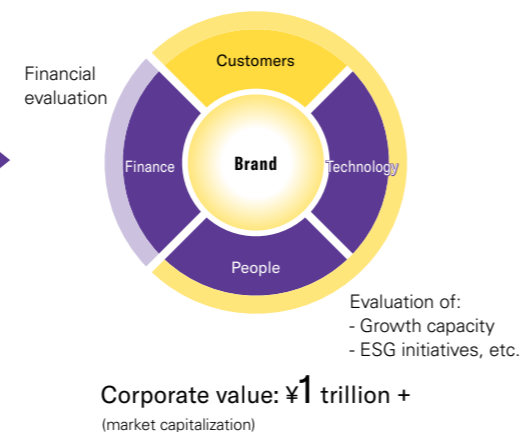 Financial
evaluation
Customers
Finance
Brand
Technology
People
Evaluation of:
- Growth capacity
- ESG initiatives, etc.
Corporate value: ¥1 trillion +
(market capitalization)